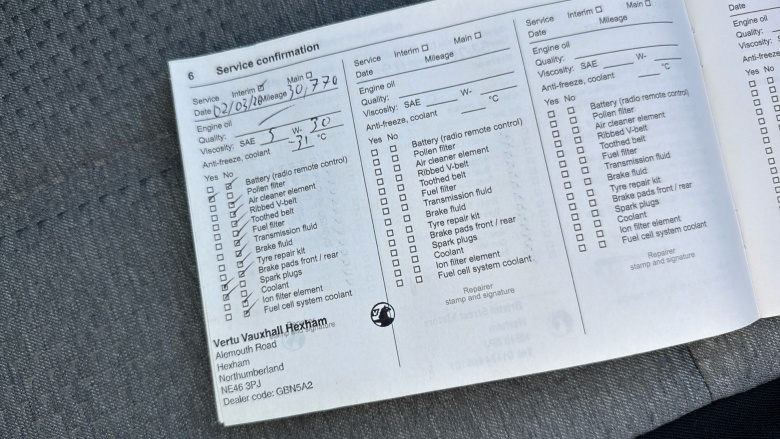 6 Service confirmation
Service Interim Main
Date 02/03/20 Mileage 30,770
Engine oil
Quality:
Viscosity: SAE 5 W- 30
Anti-freeze, coolant -31 °C
Yes No
Battery (radio remote control)
Pollen filter
Air cleaner element
Ribbed V-belt
Toothed belt
Fuel filter
Transmission fluid
Brake fluid
Tyre repair kit
Brake pads front / rear
Spark plugs
Coolant
Ion filter element
Fuel cell system coolant
stamp and signature
Vertu Vauxhall Hexham
Alemouth Road
Hexham
Northumberland
NE46 3PJ
Dealer code: GBN5A2
Service Interim Main
Date Mileage
Engine oil
Quality:
Viscosity: SAE W-
Anti-freeze, coolant °C
Yes No
Battery (radio remote control)
Pollen filter
Air cleaner element
Ribbed V-belt
Toothed belt
Fuel filter
Transmission fluid
Brake fluid
Tyre repair kit
Brake pads front / rear
Spark plugs
Coolant
Ion filter element
Fuel cell system coolant
Repairer
stamp and signature
Service Interim Main
Date Mileage
Engine oil
Quality:
Viscosity: SAE W-
Anti-freeze, coolant °C
Yes No
Battery (radio remote control)
Pollen filter
Air cleaner element
Ribbed V-belt
Toothed belt
Fuel filter
Transmission fluid
Brake fluid
Tyre repair kit
Brake pads front / rear
Spark plugs
Coolant
Ion filter element
Fuel cell system coolant
Repairer
stamp and signature
Date
Engine oil
Quality:
Viscosity:
Anti-freeze
Yes No